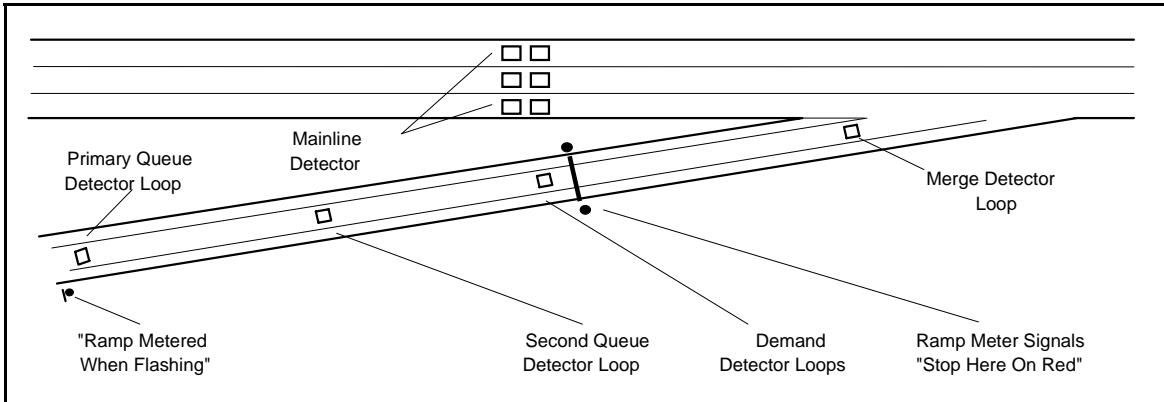 Mainline
Detector
Primary Queue
Detector Loop
Merge Detector
Loop
"Ramp Metered
When Flashing"
Second Queue
Detector Loop
Demand
Detector Loops
Ramp Meter Signals
"Stop Here On Red"